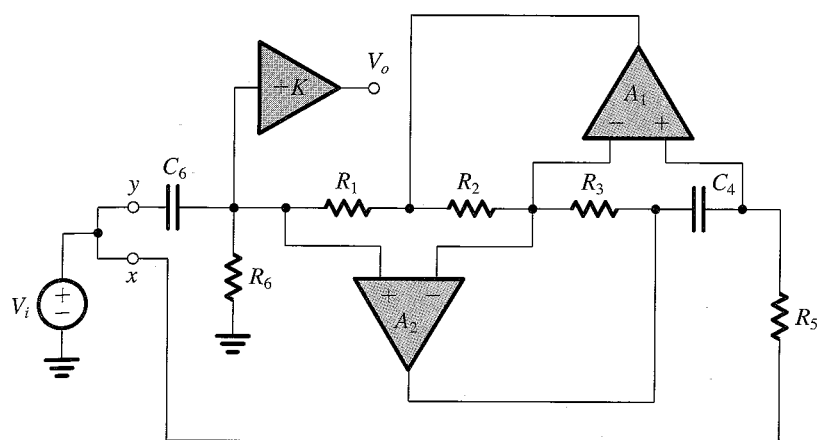 +K
V_o
A_1
− +
C_6
y
R_1
R_2
R_3
C_4
x
R_6
+ −
A_2
V_i
+
−
R_5